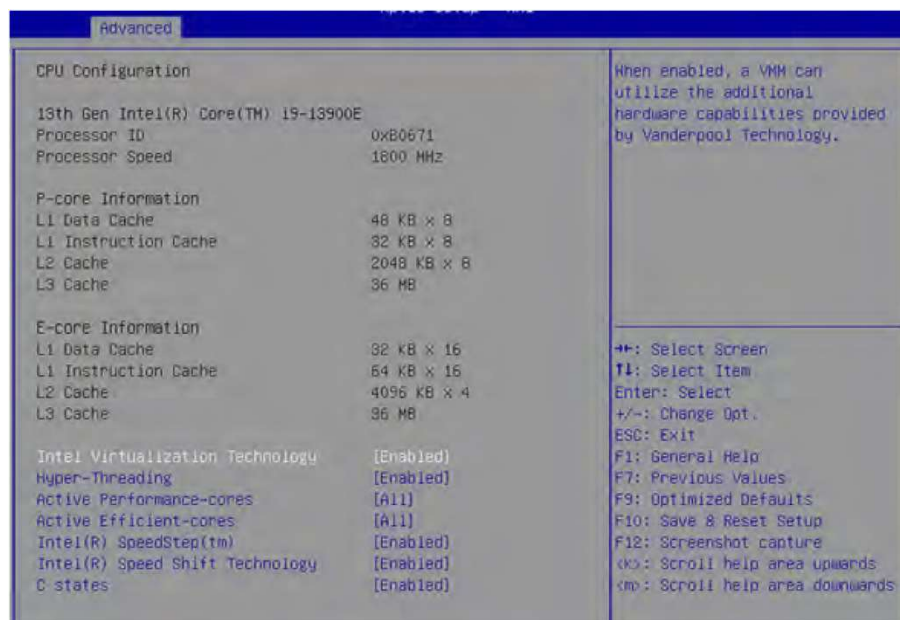 Advanced
CPU Configuration
13th Gen Intel(R) Core(TM) i9-13900E
Processor ID 0xB0671
Processor Speed 1800 MHz
P-core Information
L1 Data Cache 48 KB x 8
L1 Instruction Cache 32 KB x 8
L2 Cache 2048 KB x 8
L3 Cache 36 MB
E-core Information
L1 Data Cache 32 KB x 16
L1 Instruction Cache 64 KB x 16
L2 Cache 4096 KB x 4
L3 Cache 36 MB
Intel Virtualization Technology [Enabled]
Hyper-Threading [Enabled]
Active Performance-cores [All]
Active Efficient-cores [All]
Intel(R) SpeedStep(tm) [Enabled]
Intel(R) Speed Shift Technology [Enabled]
C states [Enabled]
When enabled, a VMM can
utilize the additional
hardware capabilities provided
by Vanderpool Technology.
→←: Select Screen
↑↓: Select Item
Enter: Select
+/-: Change Opt.
ESC: Exit
F1: General Help
F7: Previous Values
F9: Optimized Defaults
F10: Save & Reset Setup
F12: Screenshot capture
<k>: Scroll help area upwards
<m>: Scroll help area downwards